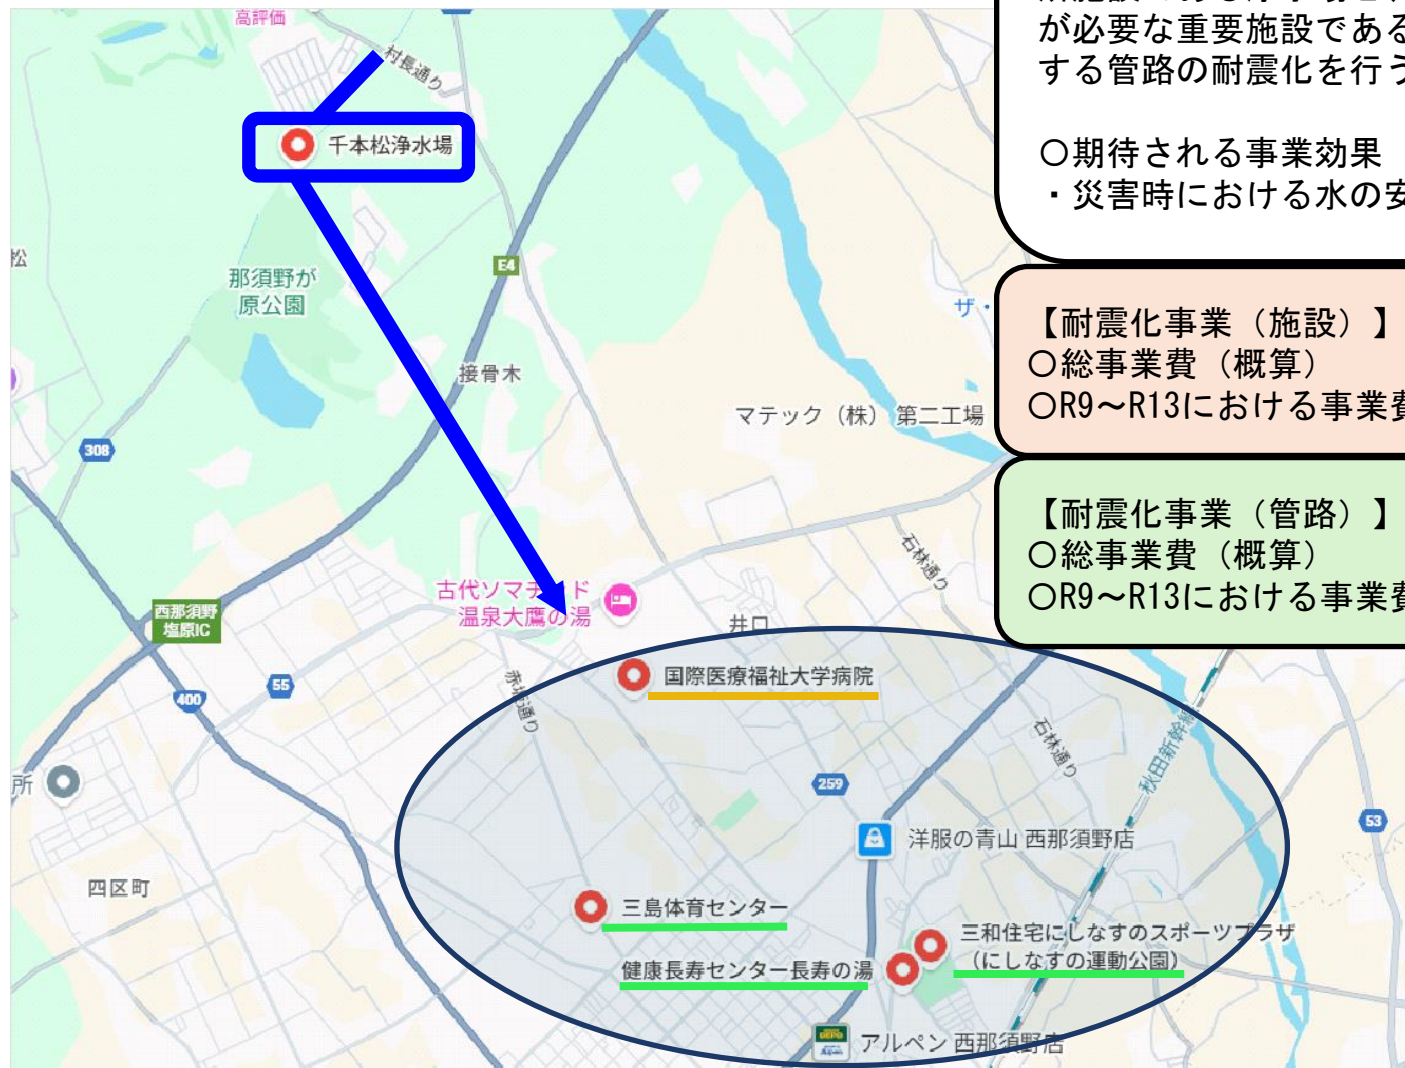 高評価
村長通り
千本松浄水場
松
那須野が
原公園
E4
ザ・
接骨木
マテック（株） 第二工場
308
石林通り
古代ソマチッド
温泉大鷹の湯
西那須野
塩原IC
井口
国際医療福祉大学病院
55
400
赤坂通り
石林通り
秋田新幹線
所
259
53
洋服の青山 西那須野店
四区町
三島体育センター
三和住宅にしなすのスポーツプラザ
（にしなすの運動公園）
健康長寿センター長寿の湯
アルペン 西那須野店
が必要な重要施設である
する管路の耐震化を行う
〇期待される事業効果
・災害時における水の安
【耐震化事業（施設）】
〇総事業費（概算）
〇R9～R13における事業費
【耐震化事業（管路）】
〇総事業費（概算）
〇R9～R13における事業費